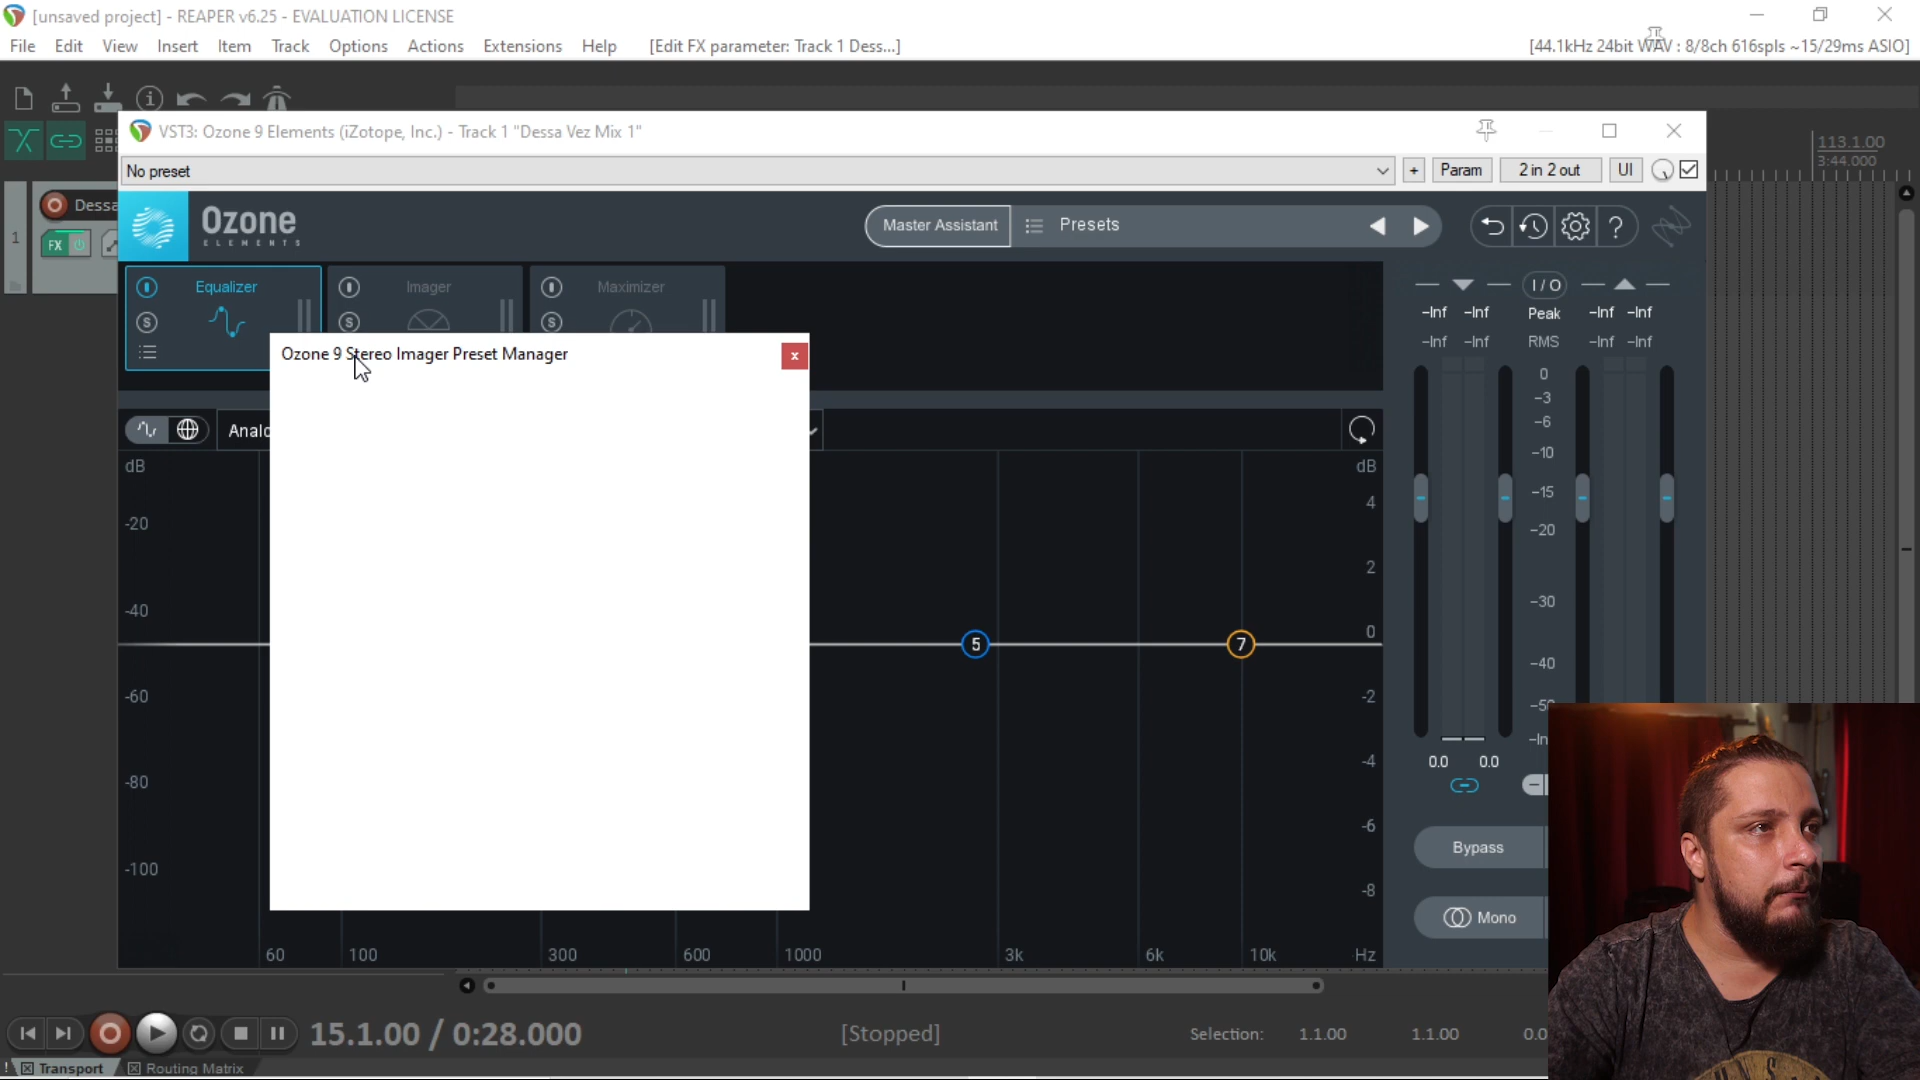 [unsaved project] - REAPER v6.25 - EVALUATION LICENSE
File Edit View Insert Item Track Options Actions Extensions Help [Edit FX parameter: Track 1 Dess...] [44.1kHz 24bit WAV : 8/8ch 616spls ~15/29ms ASIO]
VST3: Ozone 9 Elements (iZotope, Inc.) - Track 1 "Dessa Vez Mix 1"
113.1.00
3:44.000
No preset + Param 2 in 2 out UI
1 Dessa
FX
Ozone
ELEMENTS
Master Assistant Presets ?
Equalizer Imager Maximizer
S S S
I/O
-Inf -Inf Peak -Inf -Inf
-Inf -Inf RMS -Inf -Inf
Ozone 9 Stereo Imager Preset Manager x
Analo
dB dB
-20
-40
-60
-80
-100
4
2
0
-2
-4
-6
-8
5 7
60 100 300 600 1000 3k 6k 10k Hz
0
-3
-6
-10
-15
-20
-30
-40
-50
-In
0.0 0.0
Bypass
Mono
15.1.00 / 0:28.000 [Stopped] Selection: 1.1.00 1.1.00 0.0
! Transport Routing Matrix